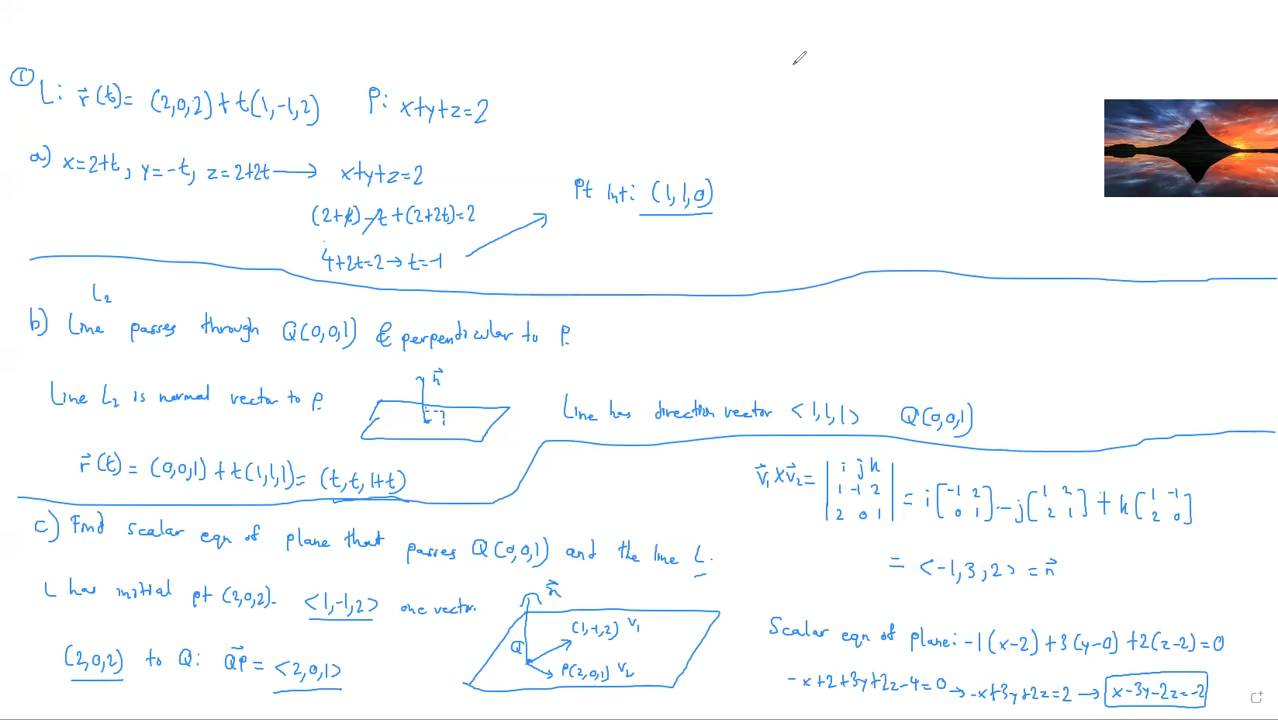 ① L: r⃗(t)= (2,0,2)+t(1,-1,2) P: x+y+z=2
a) x=2+t, y=-t, z=2+2t → x+y+z=2
(2+t)-t+(2+2t)=2
4+2t=2→t=-1
Pt Int: (1,1,0)
L₂
b) Line passes through Q(0,0,1) & perpendicular to P.
Line L₂ is normal vector to P.
n⃗
Line has direction vector <1,1,1> Q(0,0,1)
r⃗(t)= (0,0,1)+t(1,1,1)= (t,t,1+t)
c) Find scalar eqn of plane that passes Q(0,0,1) and the line L.
L has initial pt (2,0,2). <1,-1,2> one vector.
(2,0,2) to Q: QP⃗ = <2,0,1>
n⃗
(1,-1,2) V₁
Q
P(2,0,1) V₂
V⃗₁×V⃗₂= | i j k
1 -1 2
2 0 1 | = i[-1 2
0 1] - j[1 2
2 1] + k[1 -1
2 0]
= <-1,3,2> = n⃗
Scalar eqn of plane: -1(x-2)+3(y-0)+2(z-2)=0
-x+2+3y+2z-4=0→-x+3y+2z=2 → x-3y-2z=-2